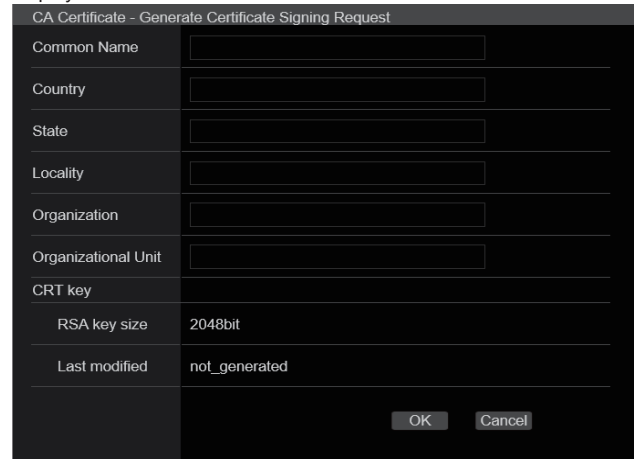 CA Certificate - Generate Certificate Signing Request
Common Name
Country
State
Locality
Organization
Organizational Unit
CRT key
RSA key size 2048bit
Last modified not_generated
OK Cancel